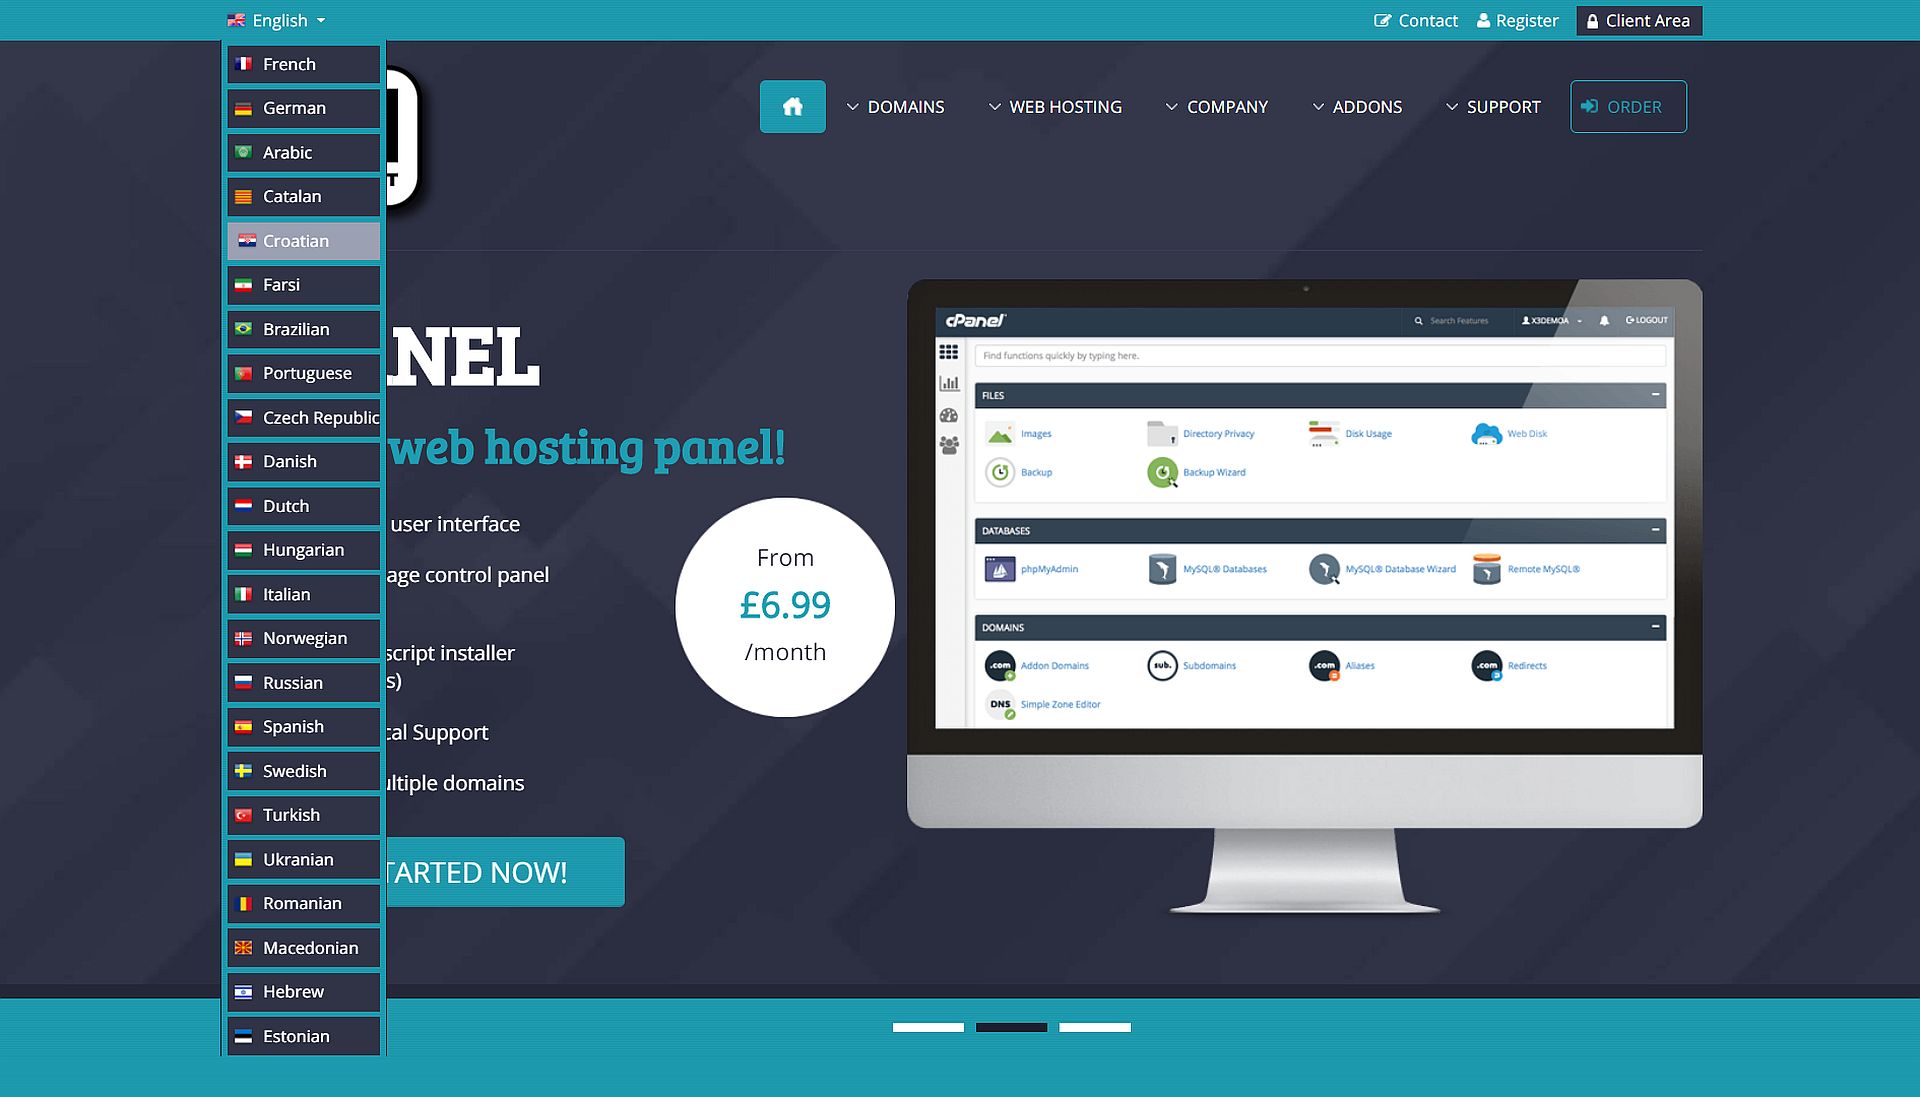 English
Contact
Register
Client Area
French
German
Arabic
Catalan
Croatian
Farsi
Brazilian
Portuguese
Czech Republic
Danish
Dutch
Hungarian
Italian
Norwegian
Russian
Spanish
Swedish
Turkish
Ukranian
Romanian
Macedonian
Hebrew
Estonian
T
DOMAINS
WEB HOSTING
COMPANY
ADDONS
SUPPORT
ORDER
NEL
web hosting panel!
user interface
age control panel
script installer
s)
cal Support
ultiple domains
TARTED NOW!
From
£6.99
/month
cPanel
Search Features
X3DEMOA
LOGOUT
Find functions quickly by typing here.
FILES
Images
Directory Privacy
Disk Usage
Web Disk
Backup
Backup Wizard
DATABASES
phpMyAdmin
MySQL® Databases
MySQL® Database Wizard
Remote MySQL®
DOMAINS
.com
Addon Domains
sub.
Subdomains
.com
Aliases
.com
Redirects
DNS
Simple Zone Editor